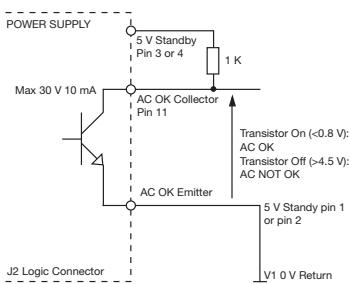 POWER SUPPLY
5 V Standby
Pin 3 or 4
1 K
Max 30 V 10 mA
AC OK Collector
Pin 11
Transistor On (<0.8 V):
AC OK
Transistor Off (>4.5 V):
AC NOT OK
AC OK Emitter
5 V Standy pin 1
or pin 2
J2 Logic Connector
V1 0 V Return